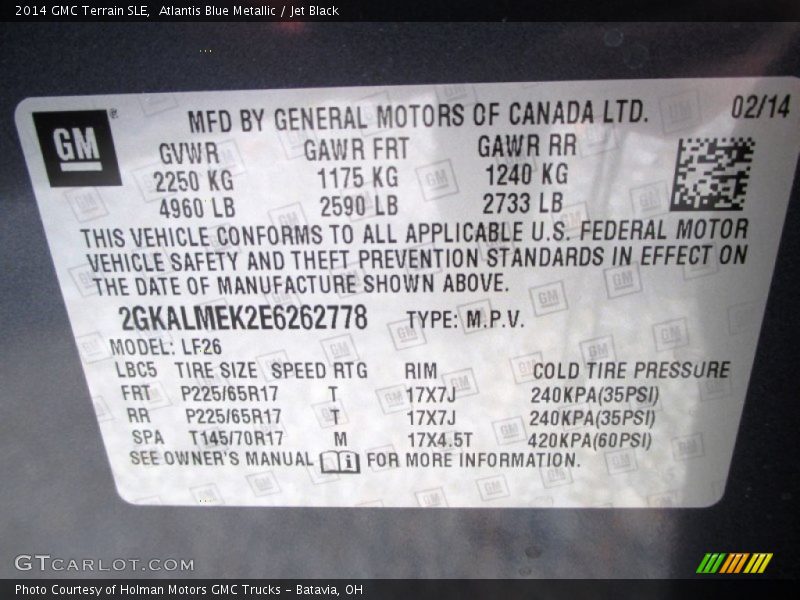 2014 GMC Terrain SLE,  Atlantis Blue Metallic / Jet Black
GM®
MFD BY GENERAL MOTORS OF CANADA LTD.
02/14
GVWR GAWR FRT GAWR RR
2250 KG 1175 KG 1240 KG
4960 LB 2590 LB 2733 LB
THIS VEHICLE CONFORMS TO ALL APPLICABLE U.S. FEDERAL MOTOR
VEHICLE SAFETY AND THEFT PREVENTION STANDARDS IN EFFECT ON
THE DATE OF MANUFACTURE SHOWN ABOVE.
2GKALMEK2E6262778 TYPE: M.P.V.
MODEL: LF26
LBC5 TIRE SIZE SPEED RTG RIM COLD TIRE PRESSURE
FRT P225/65R17 T 17X7J 240KPA(35PSI)
RR P225/65R17 T 17X7J 240KPA(35PSI)
SPA T145/70R17 M 17X4.5T 420KPA(60PSI)
SEE OWNER'S MANUAL i FOR MORE INFORMATION.
GTCARLOT.COM
Photo Courtesy of Holman Motors GMC Trucks - Batavia, OH